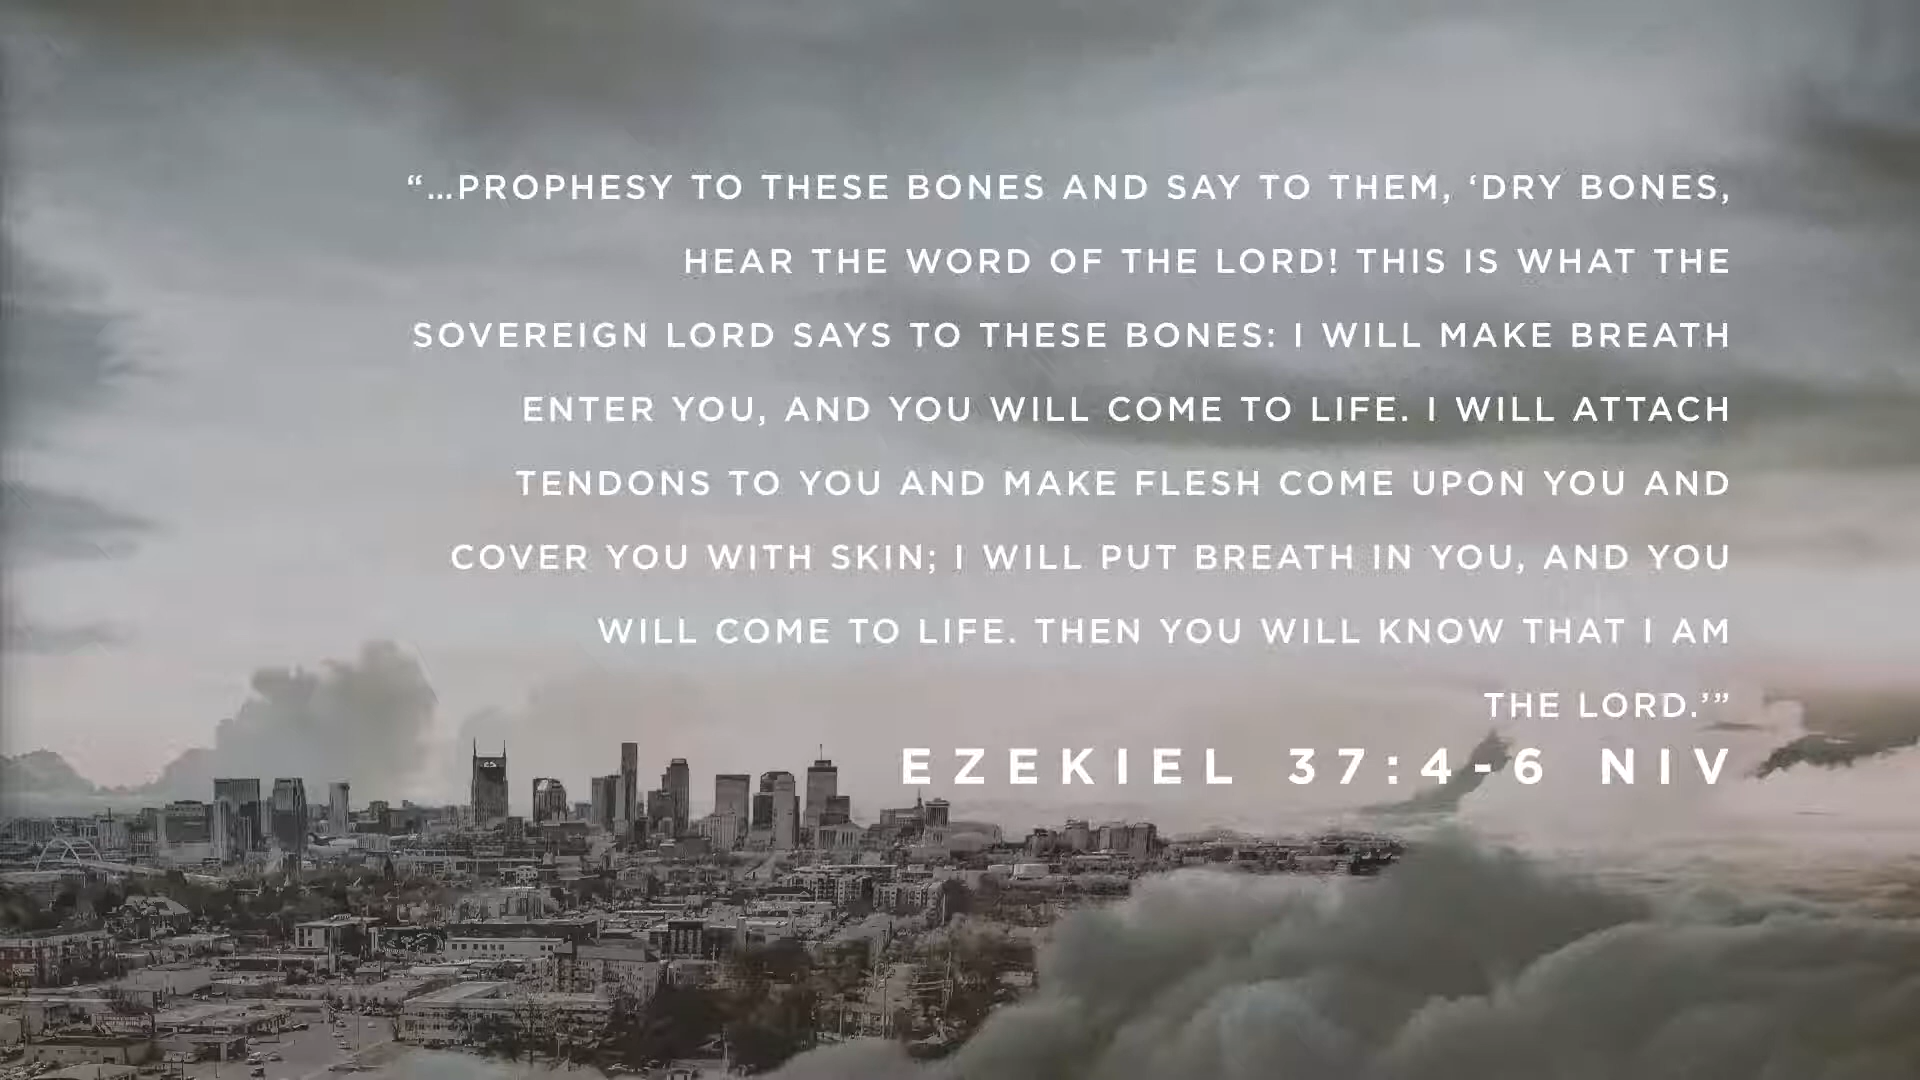 “…PROPHESY TO THESE BONES AND SAY TO THEM, ‘DRY BONES,
HEAR THE WORD OF THE LORD! THIS IS WHAT THE
SOVEREIGN LORD SAYS TO THESE BONES: I WILL MAKE BREATH
ENTER YOU, AND YOU WILL COME TO LIFE. I WILL ATTACH
TENDONS TO YOU AND MAKE FLESH COME UPON YOU AND
COVER YOU WITH SKIN; I WILL PUT BREATH IN YOU, AND YOU
WILL COME TO LIFE. THEN YOU WILL KNOW THAT I AM
THE LORD.’”
EZEKIEL 37:4-6 NIV